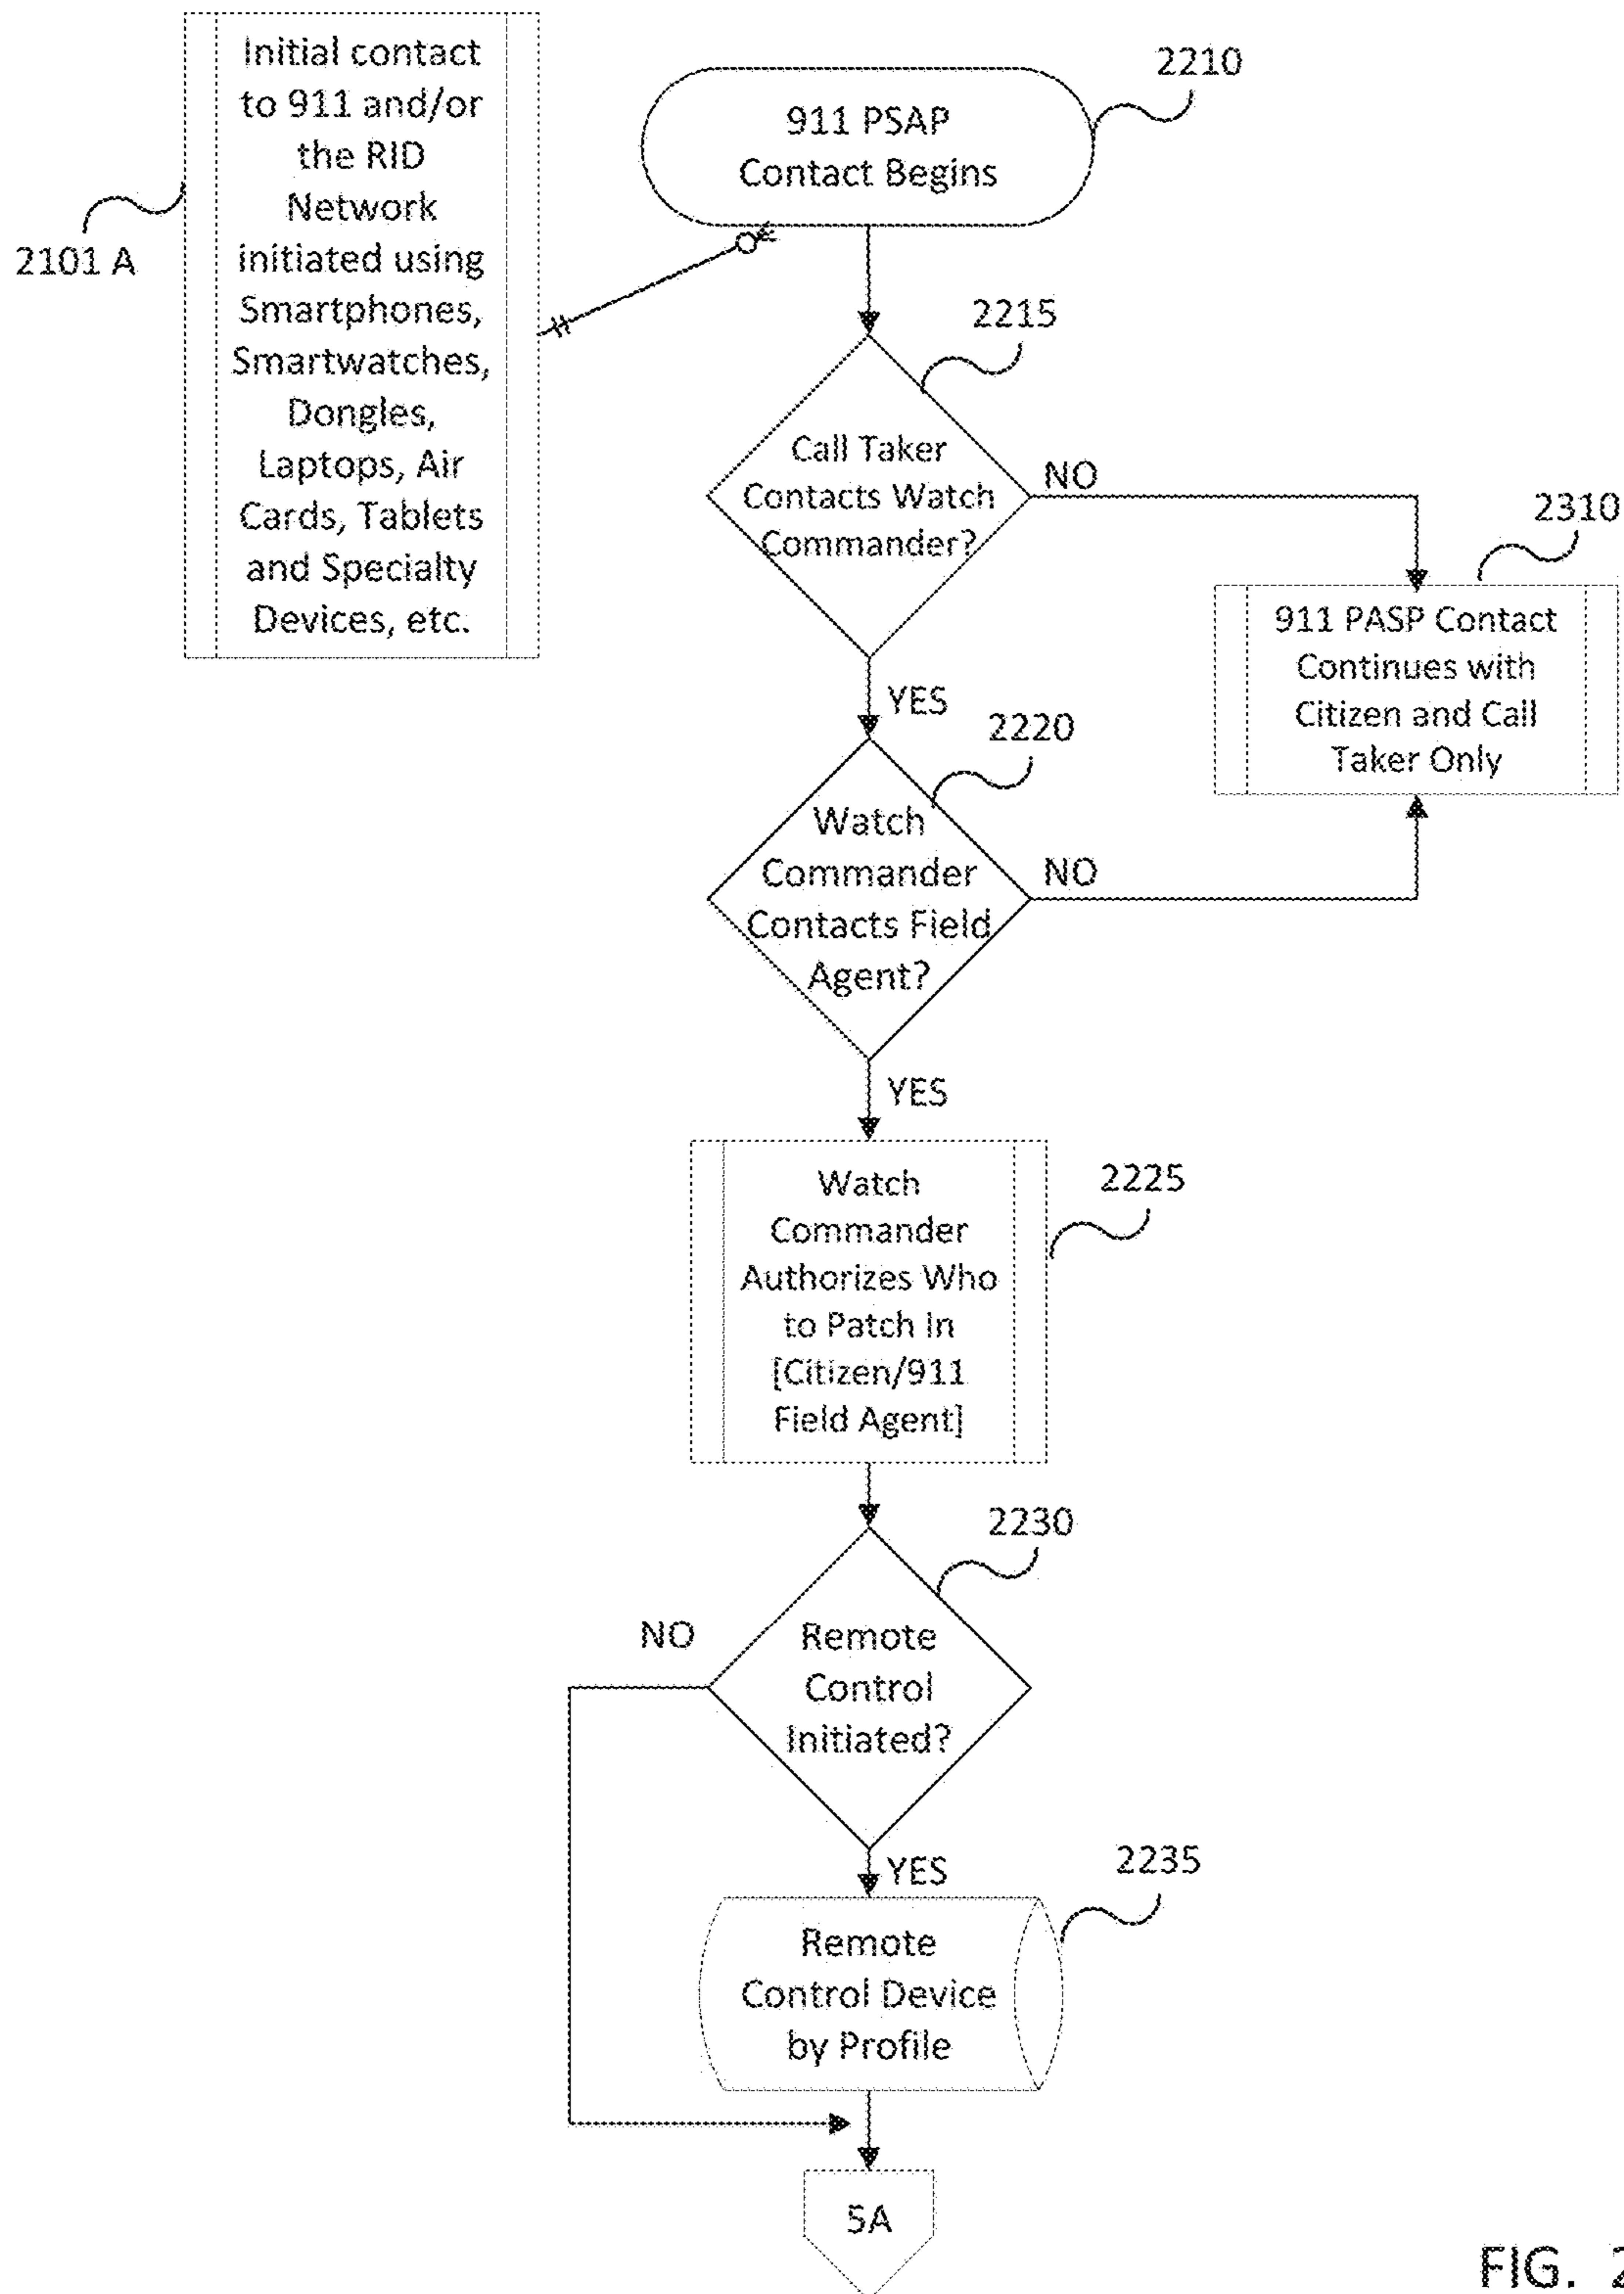 Initial contact
to 911 and/or
the RID
Network
initiated using
Smartphones,
Smartwatches,
Dongles,
Laptops, Air
Cards, Tablets
and Specialty
Devices, etc.
2101 A
911 PSAP
Contact Begins
2210
2215
Call Taker
Contacts Watch
Commander?
NO
YES
2310
911 PASP Contact
Continues with
Citizen and Call
Taker Only
2220
Watch
Commander
Contacts Field
Agent?
NO
YES
2225
Watch
Commander
Authorizes Who
to Patch In
[Citizen/911
Field Agent]
2230
NO
Remote
Control
Initiated?
YES
2235
Remote
Control Device
by Profile
5A
FIG. 2